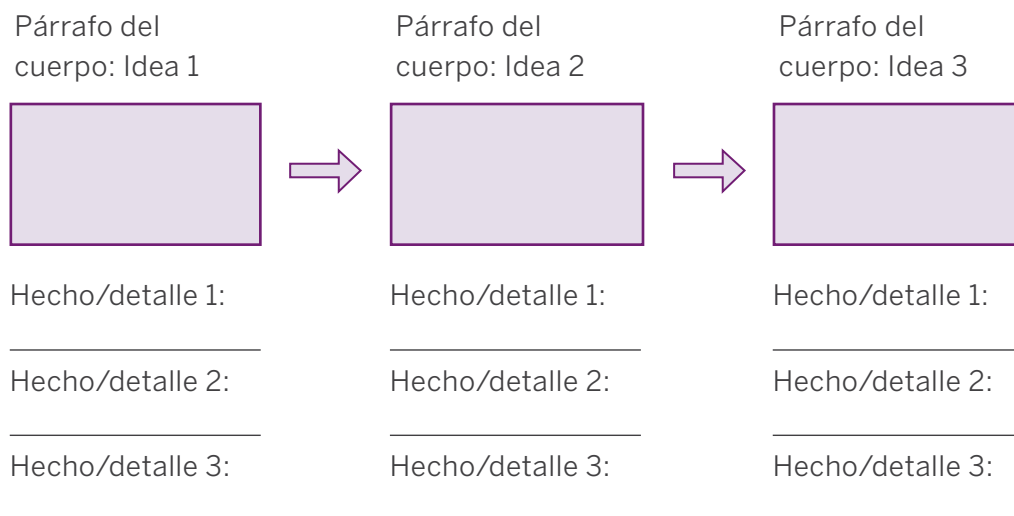 Párrafo del
cuerpo: Idea 1
Párrafo del
cuerpo: Idea 2
Párrafo del
cuerpo: Idea 3
Hecho/detalle 1:
Hecho/detalle 1:
Hecho/detalle 1:
Hecho/detalle 2:
Hecho/detalle 2:
Hecho/detalle 2:
Hecho/detalle 3:
Hecho/detalle 3:
Hecho/detalle 3: